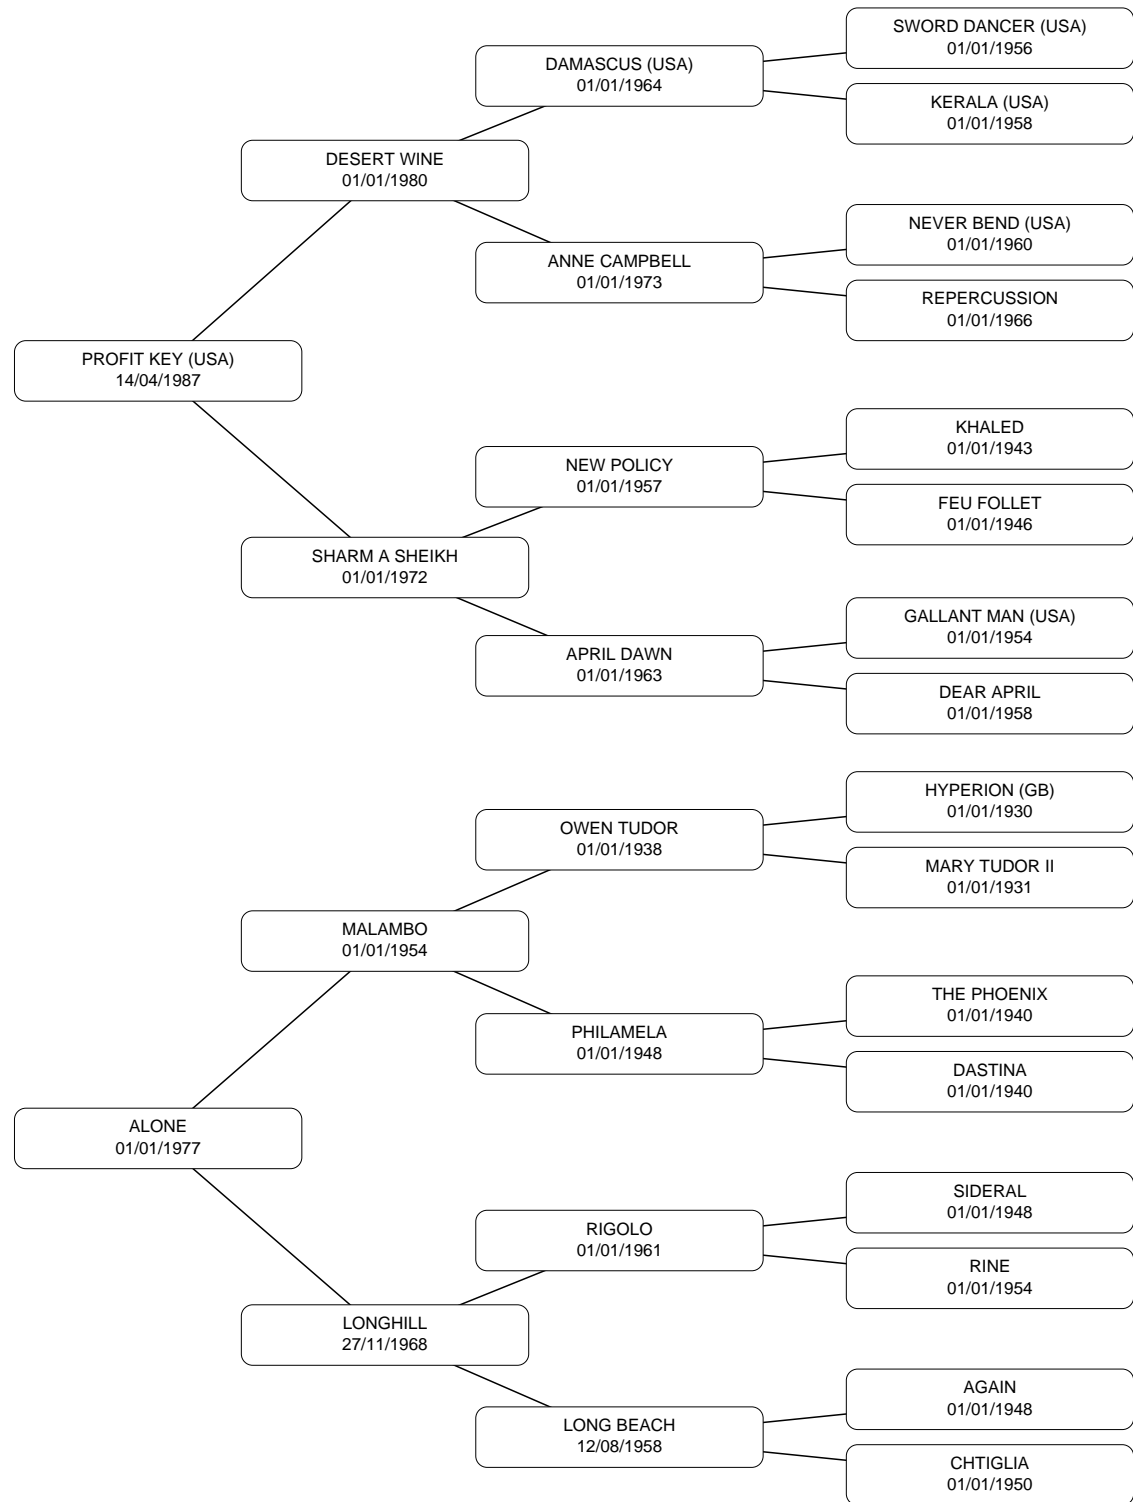 SWORD DANCER (USA)
01/01/1956
DAMASCUS (USA)
01/01/1964
KERALA (USA)
01/01/1958
DESERT WINE
01/01/1980
NEVER BEND (USA)
01/01/1960
ANNE CAMPBELL
01/01/1973
REPERCUSSION
01/01/1966
PROFIT KEY (USA)
14/04/1987
KHALED
01/01/1943
NEW POLICY
01/01/1957
FEU FOLLET
01/01/1946
SHARM A SHEIKH
01/01/1972
GALLANT MAN (USA)
01/01/1954
APRIL DAWN
01/01/1963
DEAR APRIL
01/01/1958
HYPERION (GB)
01/01/1930
OWEN TUDOR
01/01/1938
MARY TUDOR II
01/01/1931
MALAMBO
01/01/1954
THE PHOENIX
01/01/1940
PHILAMELA
01/01/1948
DASTINA
01/01/1940
ALONE
01/01/1977
SIDERAL
01/01/1948
RIGOLO
01/01/1961
RINE
01/01/1954
LONGHILL
27/11/1968
AGAIN
01/01/1948
LONG BEACH
12/08/1958
CHTIGLIA
01/01/1950